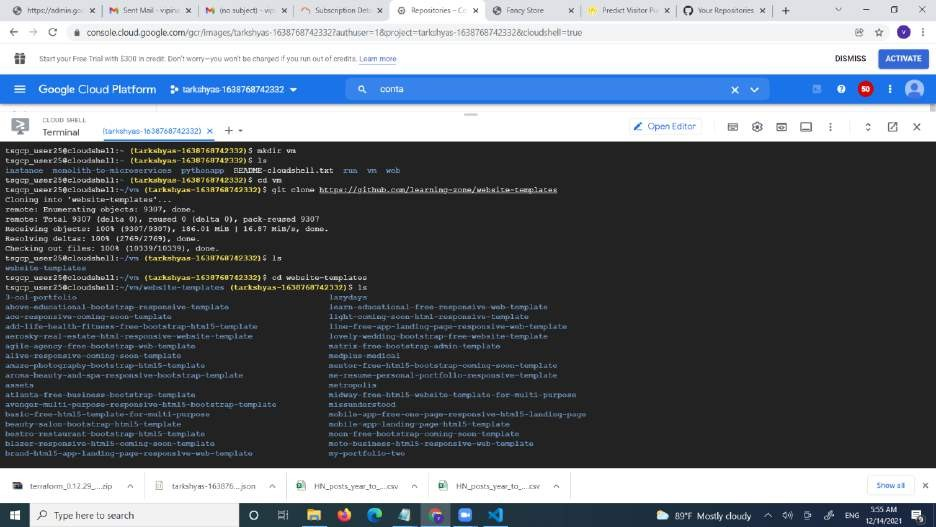 https://admin.go
Sent Mail - vipina
(no subject) - vip
Subscription Det
Repositories – Co
Fancy Store
Predict Visitor Pu
Your Repositories
console.cloud.google.com/gcr/images/tarkshyas-1638768742332?authuser=1&project=tarkshyas-1638768742332&cloudshell=true
Start your Free Trial with $300 in credit. Don't worry—you won't be charged if you run out of credits. Learn more
DISMISS
ACTIVATE
Google Cloud Platform
tarkshyas-1638768742332
conta
50
CLOUD SHELL
Terminal
(tarkshyas-1638768742332)
Open Editor
tsgcp_user25@cloudshell:~ (tarkshyas-1638768742332)$ mkdir vm
tsgcp_user25@cloudshell:~ (tarkshyas-1638768742332)$ ls
instance monolith-to-microservices pythonapp README-cloudshell.txt run vm web
tsgcp_user25@cloudshell:~ (tarkshyas-1638768742332)$ cd vm
tsgcp_user25@cloudshell:~/vm (tarkshyas-1638768742332)$ git clone https://github.com/learning-zone/website-templates
Cloning into 'website-templates'...
remote: Enumerating objects: 9307, done.
remote: Total 9307 (delta 0), reused 0 (delta 0), pack-reused 9307
Receiving objects: 100% (9307/9307), 186.01 MiB | 16.87 MiB/s, done.
Resolving deltas: 100% (2769/2769), done.
Checking out files: 100% (10339/10339), done.
tsgcp_user25@cloudshell:~/vm (tarkshyas-1638768742332)$ ls
website-templates
tsgcp_user25@cloudshell:~/vm (tarkshyas-1638768742332)$ cd website-templates
tsgcp_user25@cloudshell:~/vm/website-templates (tarkshyas-1638768742332)$ ls
3-col-portfolio lazydays
above-educational-bootstrap-responsive-template learn-educational-free-responsive-web-template
ace-responsive-coming-soon-template light-coming-soon-html-responsive-template
add-life-health-fitness-free-bootstrap-html5-template line-free-app-landing-page-responsive-web-template
aerosky-real-estate-html-responsive-website-template lovely-wedding-bootstrap-free-website-template
agile-agency-free-bootstrap-web-template matrix-free-bootstrap-admin-template
alive-responsive-coming-soon-template medplus-medical
amaze-photography-bootstrap-html5-template mentor-free-html5-bootstrap-coming-soon-template
aroma-beauty-and-spa-responsive-bootstrap-template me-resume-personal-portfolio-responsive-template
assets metropolis
atlanta-free-business-bootstrap-template midway-free-html5-website-template-for-multi-purpose
avenger-multi-purpose-responsive-html5-bootstrap-template missunderstood
basic-free-html5-template-for-multi-purpose mobile-app-free-one-page-responsive-html5-landing-page
beauty-salon-bootstrap-html5-template mobile-app-landing-page-html5-template
bestro-restaurant-bootstrap-html5-template moon-free-bootstrap-coming-soon-template
blazer-responsive-html5-coming-soon-template moto-business-html5-responsive-web-template
brand-html5-app-landing-page-responsive-web-template my-portfolio-two
terraform_0.12.29_....zip
tarkshyas-163876....json
HN_posts_year_to_....csv
HN_posts_year_to_....csv
Show all
Type here to search
89°F Mostly cloudy
ENG
5:55 AM
12/14/2021
9